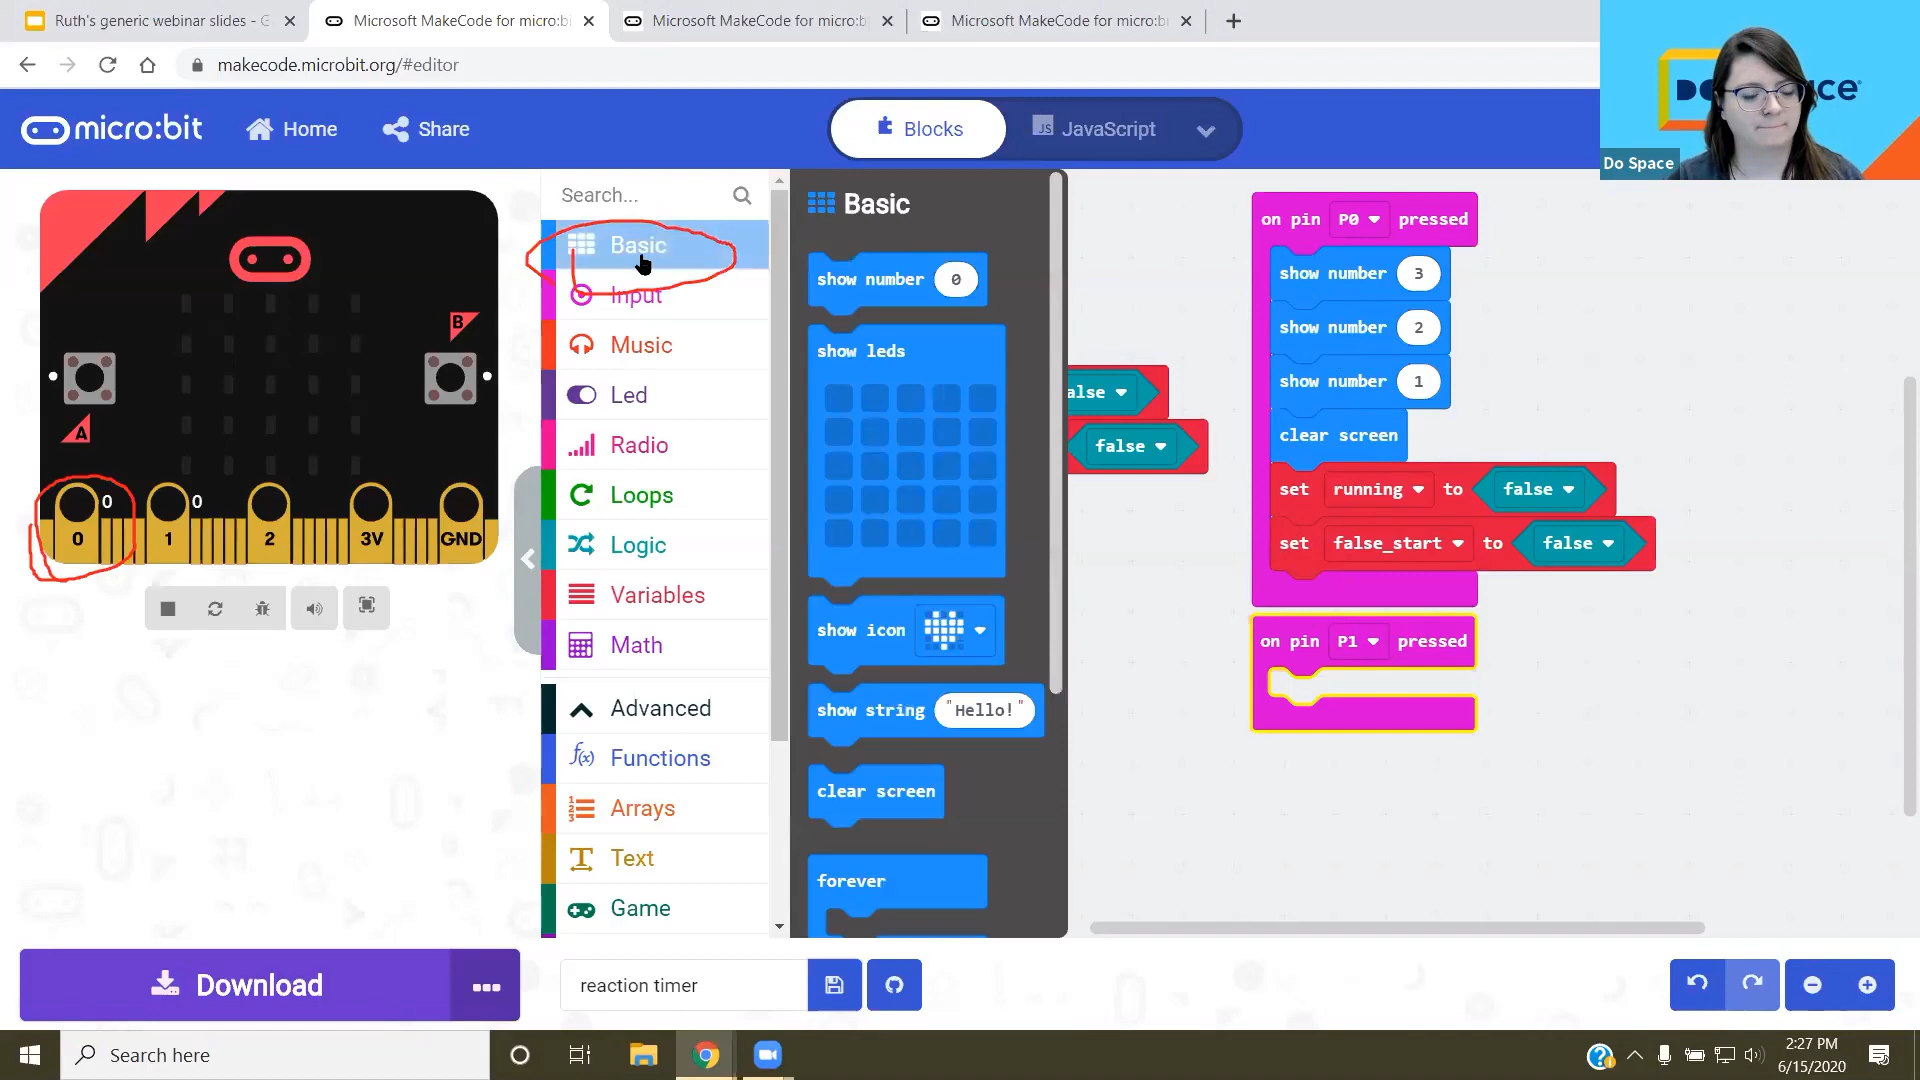 Ruth's generic webinar slides - G
Microsoft MakeCode for micro:bi
Microsoft MakeCode for micro:b
Microsoft MakeCode for micro:bi
makecode.microbit.org/#editor
micro:bit
Home
Share
Blocks
JS
JavaScript
Do Space
Search...
Basic
Input
Music
Led
Radio
Loops
Logic
Variables
Math
Advanced
Functions
Arrays
Text
Game
B
A
0
0
0
1
2
3V
GND
Basic
show number 0
show leds
show icon
show string "Hello!"
clear screen
forever
alse
false
on pin P0 pressed
show number 3
show number 2
show number 1
clear screen
set running to false
set false_start to false
on pin P1 pressed
Download
reaction timer
Search here
2:27 PM
6/15/2020